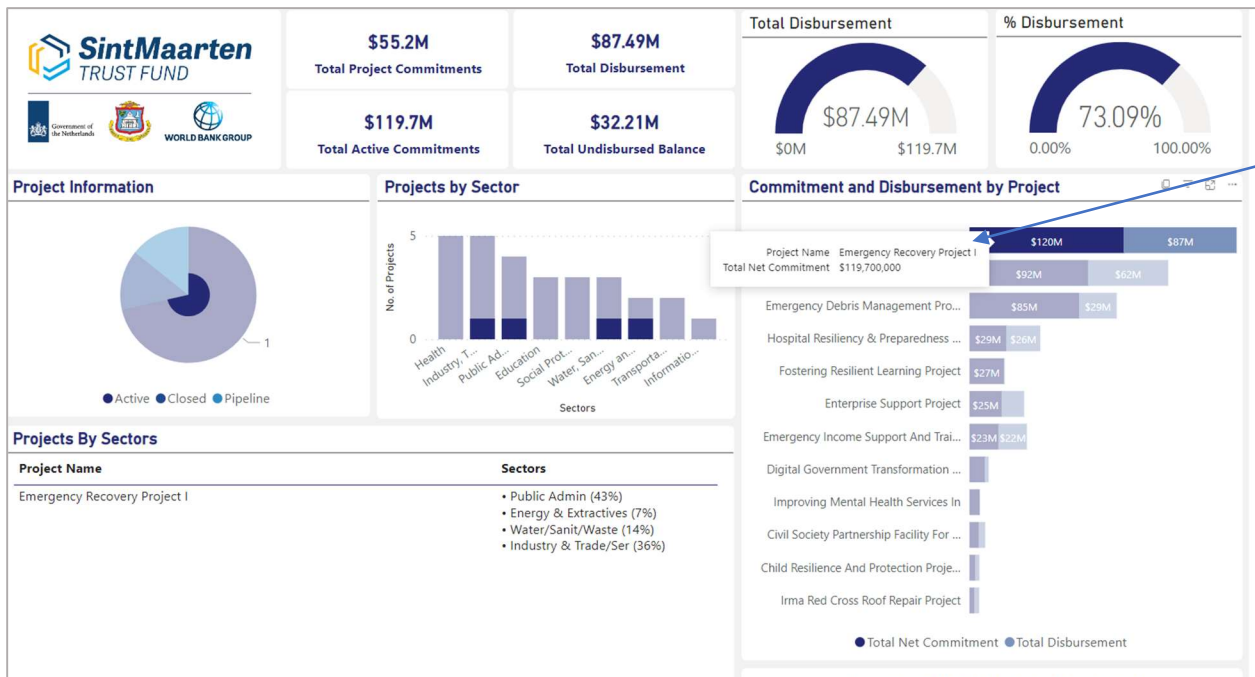 SintMaarten
TRUST FUND
Government of
the Netherlands
WORLD BANK GROUP
$55.2M
Total Project Commitments
$87.49M
Total Disbursement
$119.7M
Total Active Commitments
$32.21M
Total Undisbursed Balance
Total Disbursement
$87.49M
$0M
$119.7M
% Disbursement
73.09%
0.00%
100.00%
Project Information
1
Active
Closed
Pipeline
Projects by Sector
No. of Projects
5
0
Health
Industry, T...
Public Ad...
Education
Social Prot...
Water, San...
Energy an...
Transporta...
Informatio...
Sectors
Commitment and Disbursement by Project
Project Name Emergency Recovery Project I
Total Net Commitment $119,700,000
$120M $87M
$92M $62M
Emergency Debris Management Pro... $85M $29M
Hospital Resiliency & Preparedness ... $29M $26M
Fostering Resilient Learning Project $27M
Enterprise Support Project $25M
Emergency Income Support And Trai... $23M $22M
Digital Government Transformation ...
Improving Mental Health Services In
Civil Society Partnership Facility For ...
Child Resilience And Protection Proje...
Irma Red Cross Roof Repair Project
Total Net Commitment Total Disbursement
Projects By Sectors
Project Name Sectors
Emergency Recovery Project I • Public Admin (43%)
• Energy & Extractives (7%)
• Water/Sanit/Waste (14%)
• Industry & Trade/Ser (36%)